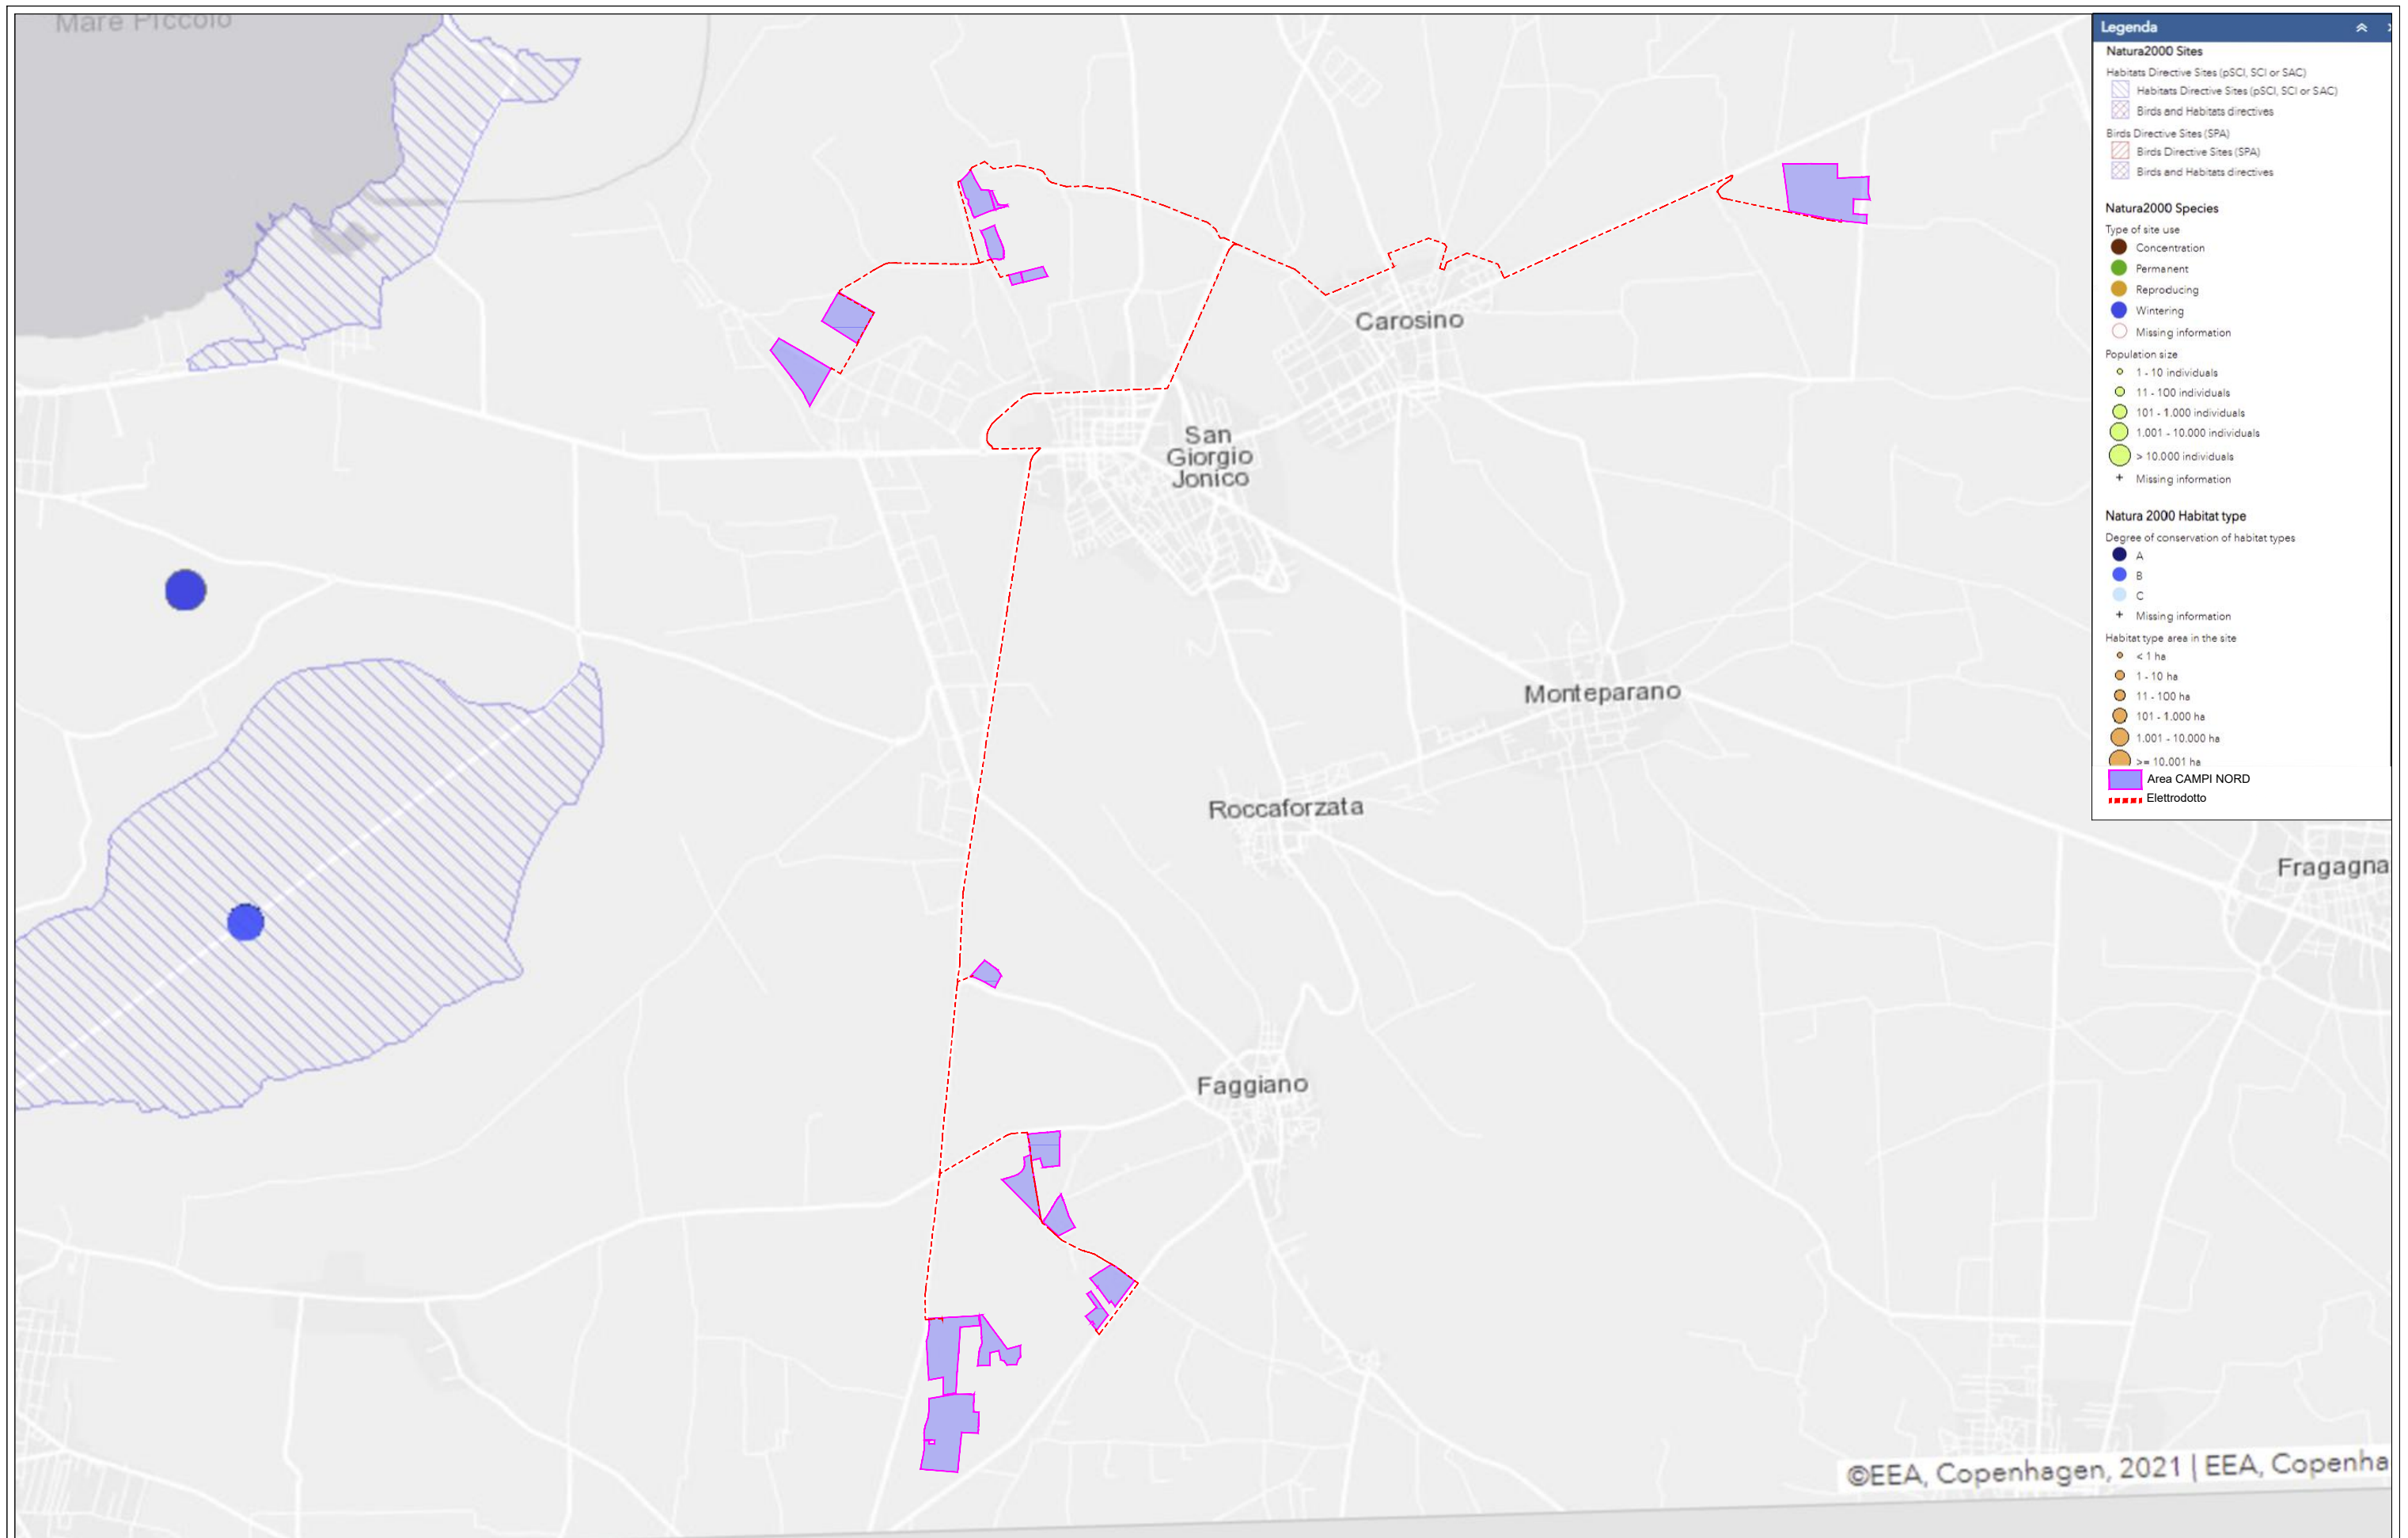 Mare Piccolo
Carosino
San
Giorgio
Jonico
Monteparano
Roccaforzata
Fragagna
Faggiano
©EEA, Copenhagen, 2021 | EEA, Copenha
Legenda
Natura2000 Sites
Habitats Directive Sites (pSCI, SCI or SAC)
Habitats Directive Sites (pSCI, SCI or SAC)
Birds and Habitats directives
Birds Directive Sites (SPA)
Birds Directive Sites (SPA)
Birds and Habitats directives
Natura2000 Species
Type of site use
Concentration
Permanent
Reproducing
Wintering
Missing information
Population size
1 - 10 individuals
11 - 100 individuals
101 - 1.000 individuals
1.001 - 10.000 individuals
> 10.000 individuals
+ Missing information
Natura 2000 Habitat type
Degree of conservation of habitat types
A
B
C
+ Missing information
Habitat type area in the site
< 1 ha
1 - 10 ha
11 - 100 ha
101 - 1.000 ha
1.001 - 10.000 ha
>= 10.001 ha
Area CAMPI NORD
Elettrodotto